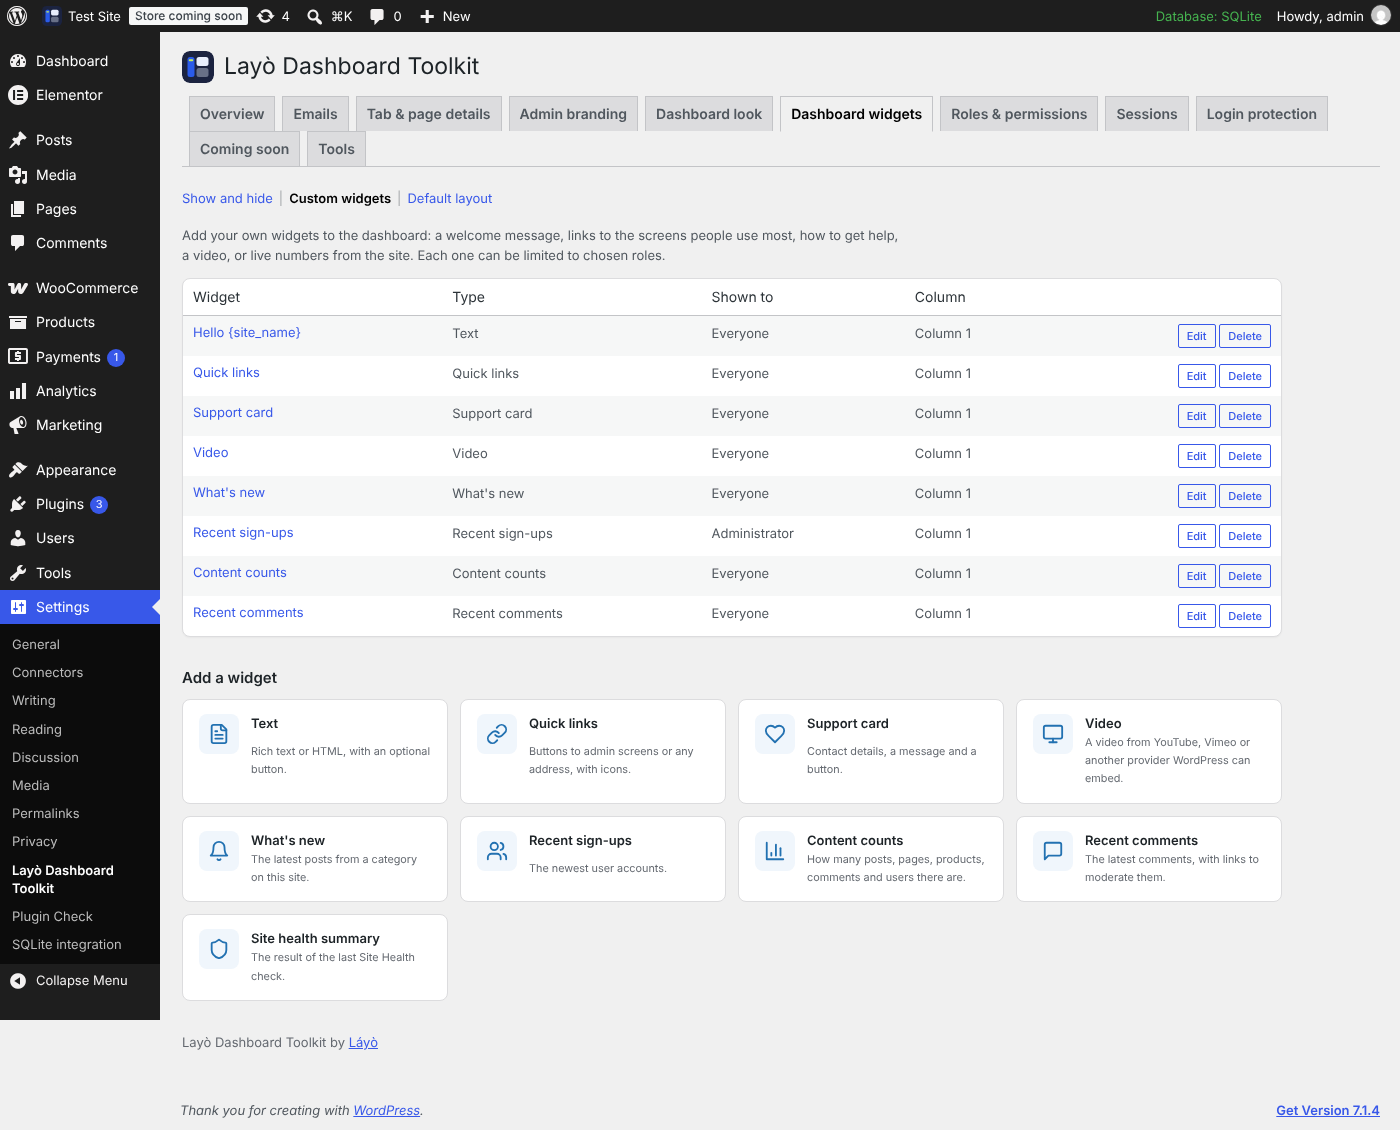 Test Site Store coming soon 4 ⌘K 0 New Database: SQLite Howdy, admin
Dashboard
Elementor
Posts
Media
Pages
Comments
WooCommerce
Products
Payments 1
Analytics
Marketing
Appearance
Plugins 3
Users
Tools
Settings
General
Connectors
Writing
Reading
Discussion
Media
Permalinks
Privacy
Layò Dashboard
Toolkit
Plugin Check
SQLite integration
Collapse Menu
Layò Dashboard Toolkit
Overview Emails Tab & page details Admin branding Dashboard look Dashboard widgets Roles & permissions Sessions Login protection
Coming soon Tools
Show and hide | Custom widgets | Default layout
Add your own widgets to the dashboard: a welcome message, links to the screens people use most, how to get help,
a video, or live numbers from the site. Each one can be limited to chosen roles.
Widget Type Shown to Column
Hello {site_name} Text Everyone Column 1 Edit Delete
Quick links Quick links Everyone Column 1 Edit Delete
Support card Support card Everyone Column 1 Edit Delete
Video Video Everyone Column 1 Edit Delete
What's new What's new Everyone Column 1 Edit Delete
Recent sign-ups Recent sign-ups Administrator Column 1 Edit Delete
Content counts Content counts Everyone Column 1 Edit Delete
Recent comments Recent comments Everyone Column 1 Edit Delete
Add a widget
Text
Rich text or HTML, with an optional
button.
Quick links
Buttons to admin screens or any
address, with icons.
Support card
Contact details, a message and a
button.
Video
A video from YouTube, Vimeo or
another provider WordPress can
embed.
What's new
The latest posts from a category
on this site.
Recent sign-ups
The newest user accounts.
Content counts
How many posts, pages, products,
comments and users there are.
Recent comments
The latest comments, with links to
moderate them.
Site health summary
The result of the last Site Health
check.
Layò Dashboard Toolkit by Láyò
Thank you for creating with WordPress.
Get Version 7.1.4